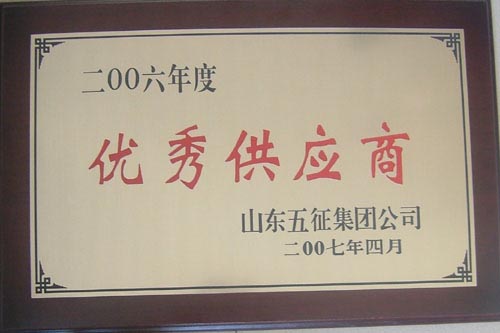 二00六年度
优秀供应商
山东五征集团公司
二00七年四月